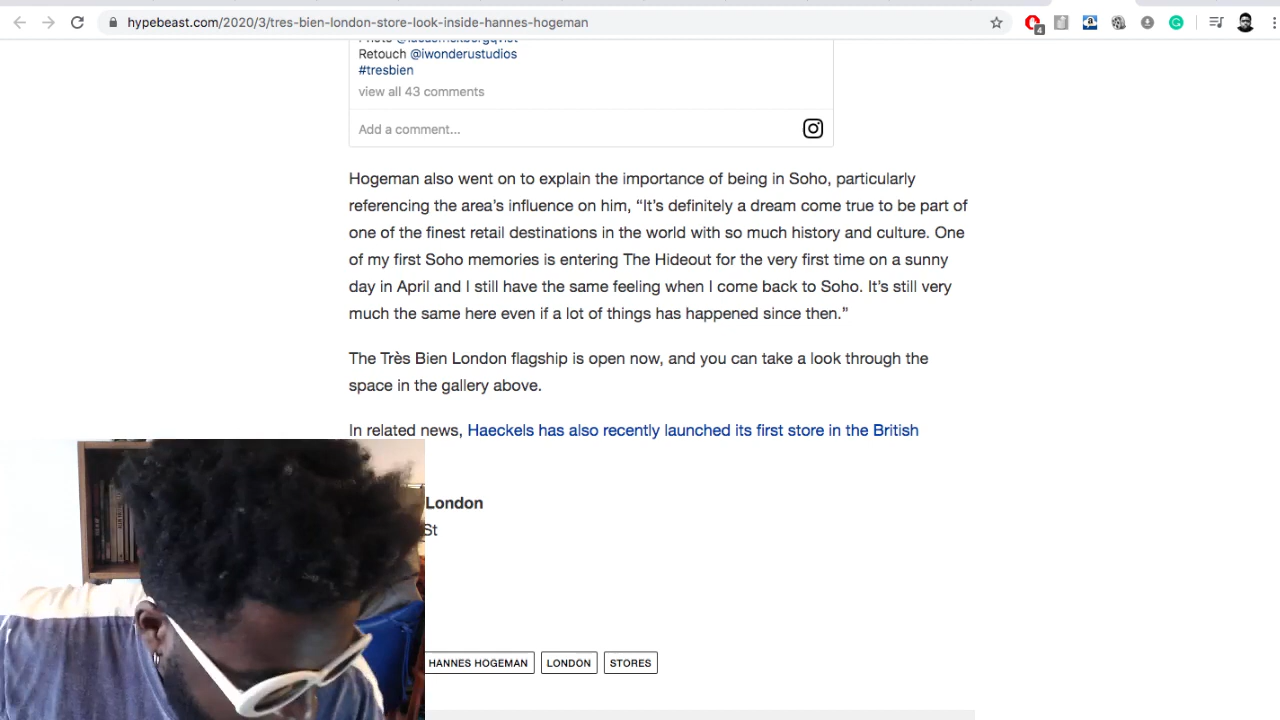 hypebeast.com/2020/3/tres-bien-london-store-look-inside-hannes-hogeman
4
Retouch @iwonderustudios
#tresbien
view all 43 comments
Add a comment...
Hogeman also went on to explain the importance of being in Soho, particularly
referencing the area’s influence on him, “It’s definitely a dream come true to be part of
one of the finest retail destinations in the world with so much history and culture. One
of my first Soho memories is entering The Hideout for the very first time on a sunny
day in April and I still have the same feeling when I come back to Soho. It’s still very
much the same here even if a lot of things has happened since then.”
The Très Bien London flagship is open now, and you can take a look through the
space in the gallery above.
In related news, Haeckels has also recently launched its first store in the British
London
St
HANNES HOGEMAN LONDON STORES